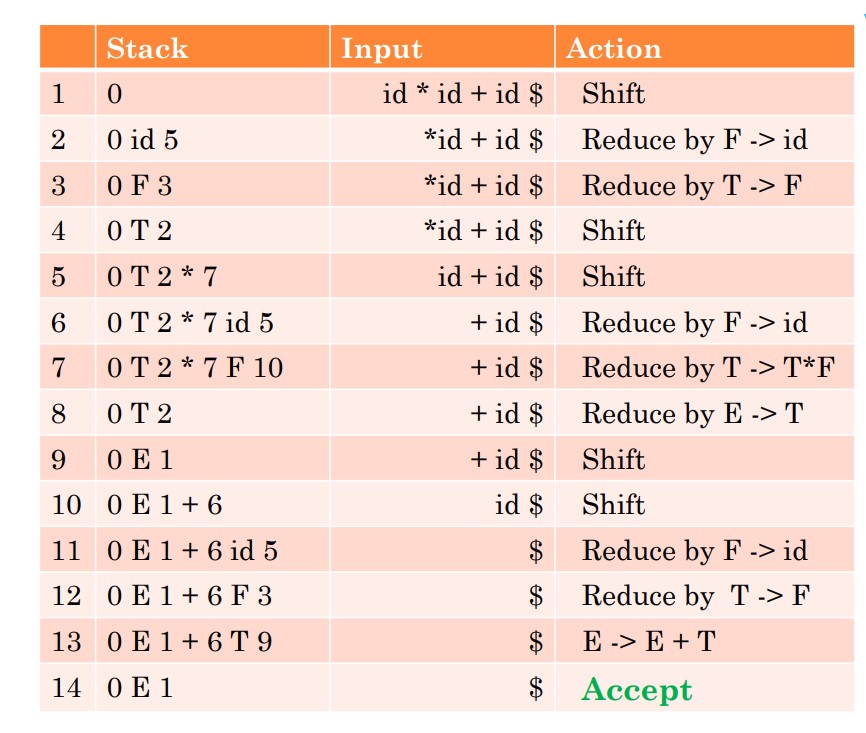 Stack Input Action
1 0 id * id + id $ Shift
2 0 id 5 *id + id $ Reduce by F -> id
3 0 F 3 *id + id $ Reduce by T -> F
4 0 T 2 *id + id $ Shift
5 0 T 2 * 7 id + id $ Shift
6 0 T 2 * 7 id 5 + id $ Reduce by F -> id
7 0 T 2 * 7 F 10 + id $ Reduce by T -> T*F
8 0 T 2 + id $ Reduce by E -> T
9 0 E 1 + id $ Shift
10 0 E 1 + 6 id $ Shift
11 0 E 1 + 6 id 5 $ Reduce by F -> id
12 0 E 1 + 6 F 3 $ Reduce by T -> F
13 0 E 1 + 6 T 9 $ E -> E + T
14 0 E 1 $ Accept